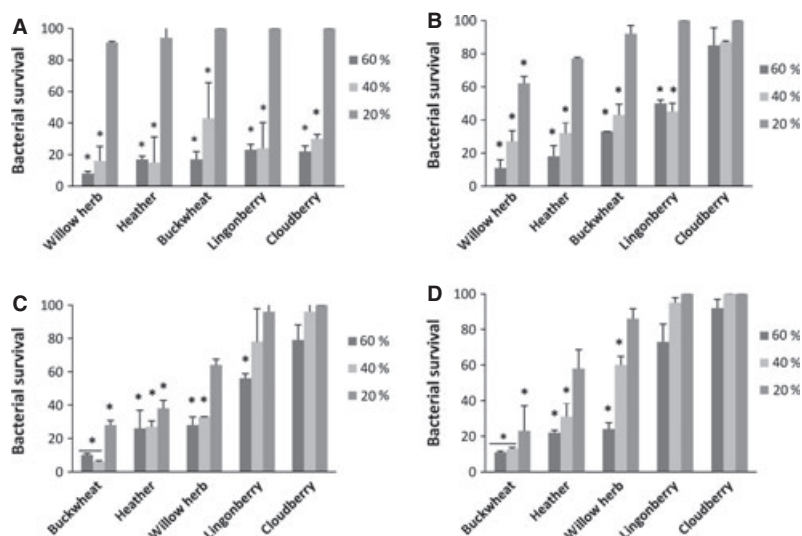 A
Bacterial survival
100
80
60
40
20
0
* * * * * * * * * *
Willow herb
Heather
Buckwheat
Lingonberry
Cloudberry
60 %
40 %
20%
B
Bacterial survival
100
80
60
40
20
0
* * * * * * * * *
Willow herb
Heather
Buckwheat
Lingonberry
Cloudberry
60 %
40 %
20 %
C
Bacterial survival
100
80
60
40
20
0
* * * * * * * *
Buckwheat
Heather
Willow herb
Lingonberry
Cloudberry
60 %
40 %
20 %
D
Bacterial survival
100
80
60
40
20
0
* * * * * *
Buckwheat
Heather
Willow herb
Lingonberry
Cloudberry
60 %
40 %
20 %